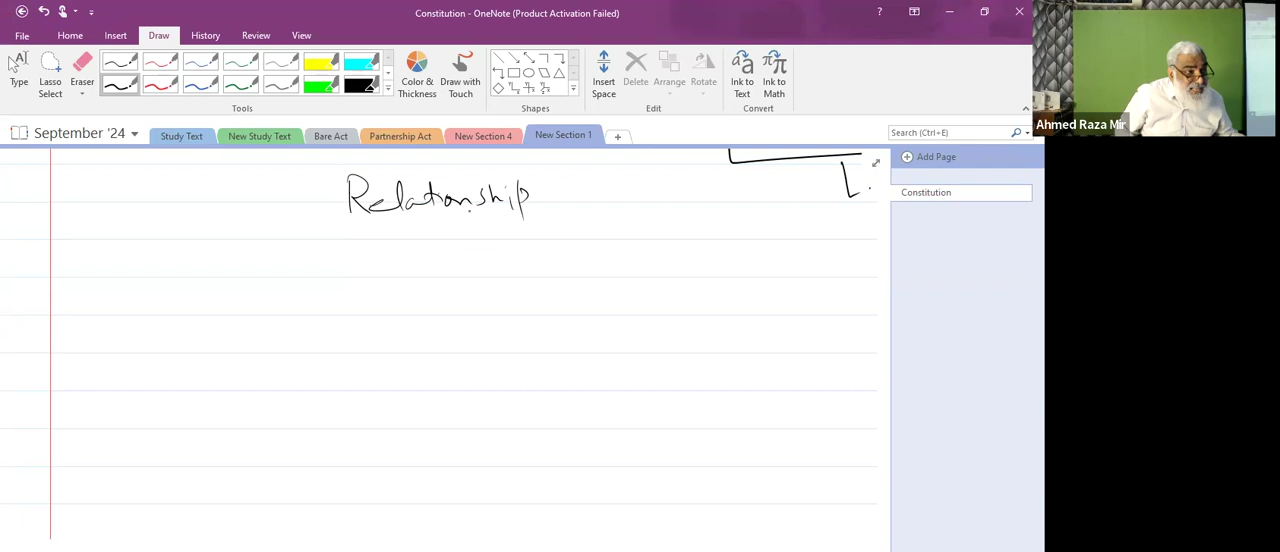 Constitution - OneNote (Product Activation Failed)
?
File Home Insert Draw History Review View
Type
Lasso Select
Eraser
Color & Thickness
Draw with Touch
Insert Space
Delete
Arrange
Rotate
Ink to Text
Ink to Math
Tools
Shapes
Edit
Convert
Ahmed Raza Mir
September '24
Study Text
New Study Text
Bare Act
Partnership Act
New Section 4
New Section 1
Search (Ctrl+E)
Add Page
Constitution
Relationship